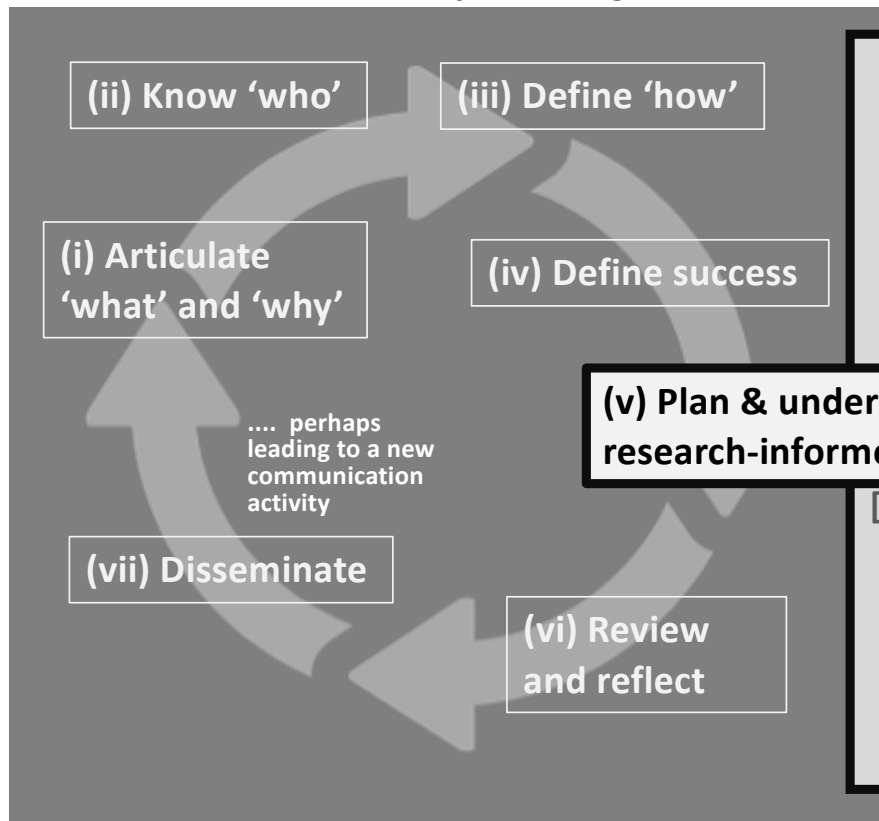 (ii) Know ‘who’
(iii) Define ‘how’
(i) Articulate
‘what’ and ‘why’
(iv) Define success
(v) Plan & under
research-inform
.... perhaps
leading to a new
communication
activity
(vii) Disseminate
(vi) Review
and reflect